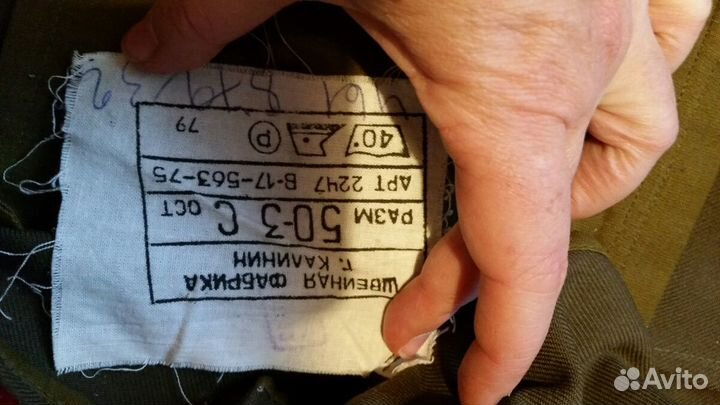 ШВЕЙНАЯ ФАБРИКА
Г. КАЛИНИН
РАЗМ 50-3 С ОСТ
АРТ 2247 В-17-563-75
40° P
79
Avito